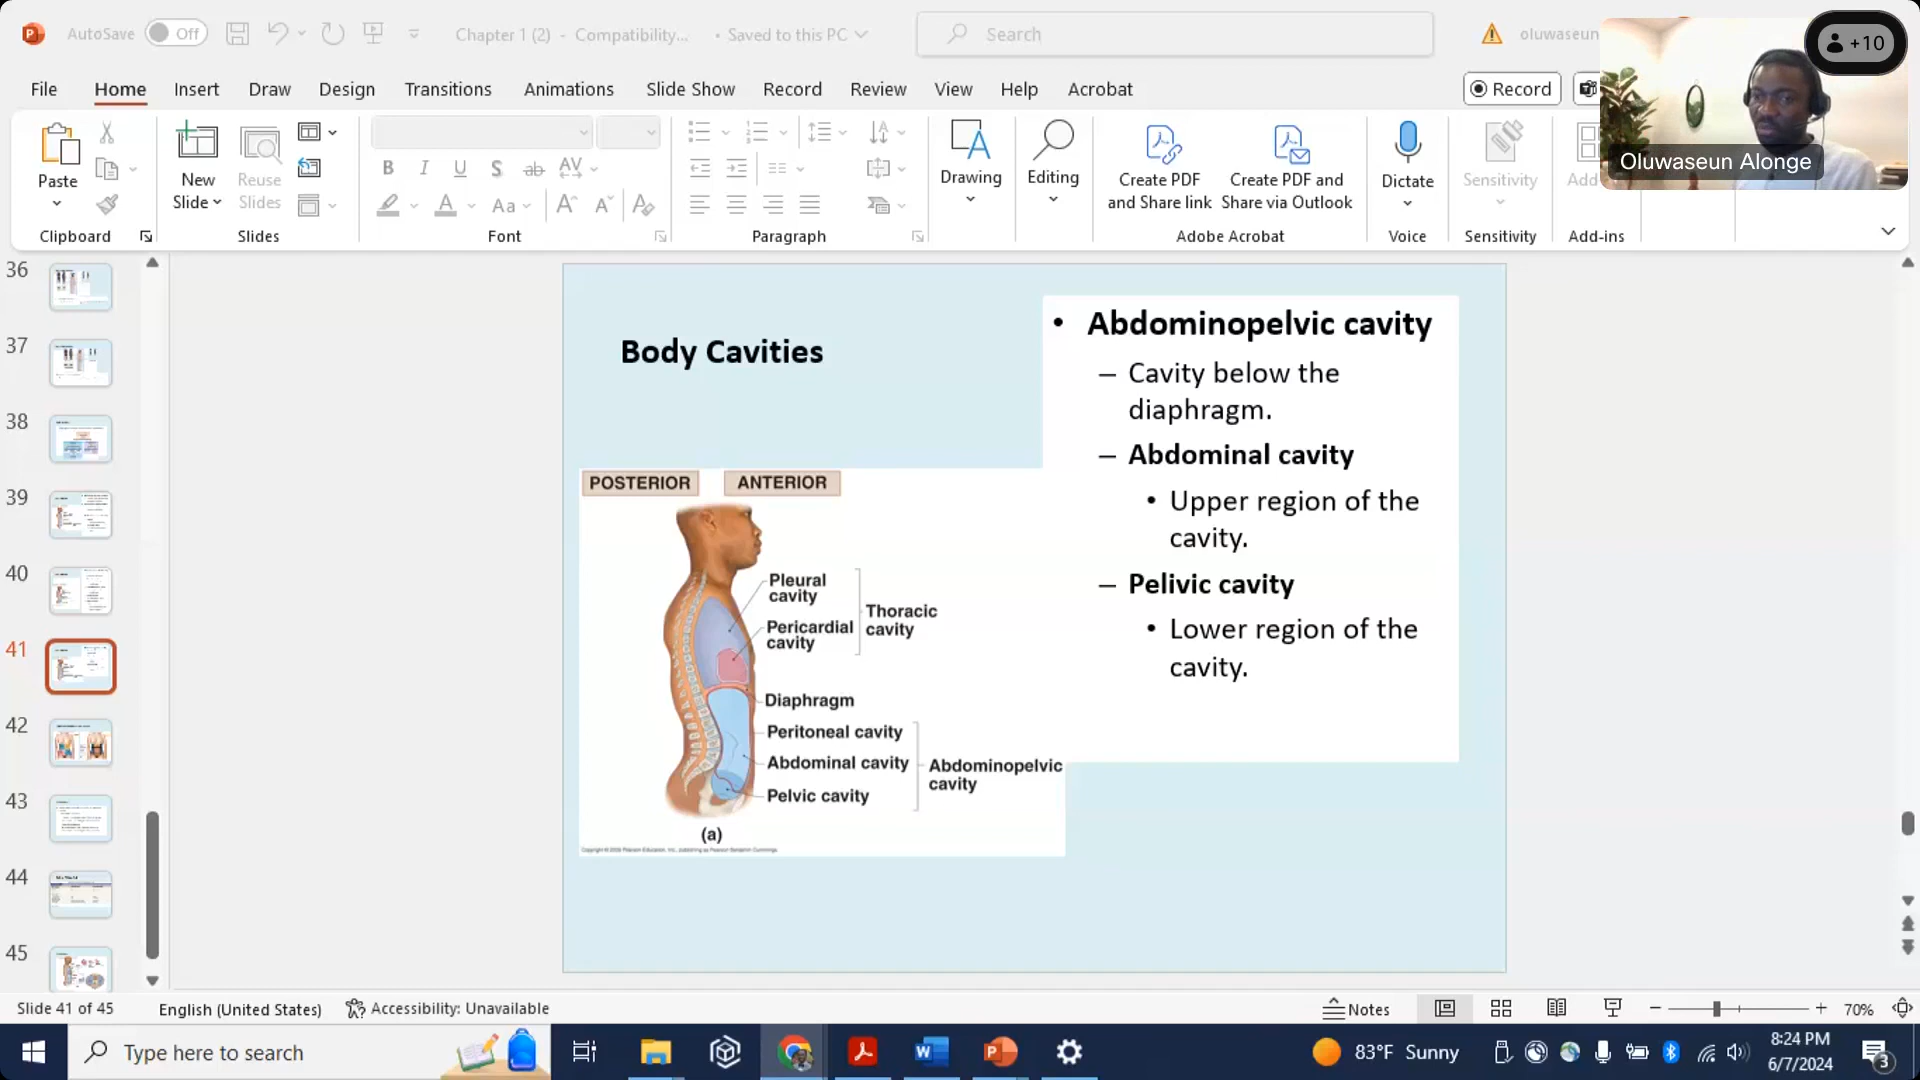 AutoSave Off Chapter 1 (2) - Compatibility... • Saved to this PC Search oluwaseun +10
File Home Insert Draw Design Transitions Animations Slide Show Record Review View Help Acrobat Record
Oluwaseun Alonge
Paste New Slide Reuse Slides Drawing Editing Create PDF and Share link Create PDF and Share via Outlook Dictate Sensitivity Add
Clipboard Slides Font Paragraph Adobe Acrobat Voice Sensitivity Add-ins
36
37
38
39
40
41
42
43
44
45
Body Cavities
• Abdominopelvic cavity
– Cavity below the
diaphragm.
– Abdominal cavity
• Upper region of the
cavity.
– Pelivic cavity
• Lower region of the
cavity.
POSTERIOR ANTERIOR
Pleural
cavity
Pericardial
cavity
Thoracic
cavity
Diaphragm
Peritoneal cavity
Abdominal cavity
Pelvic cavity
Abdominopelvic
cavity
(a)
Slide 41 of 45 English (United States) Accessibility: Unavailable Notes 70%
Type here to search 83°F Sunny 8:24 PM
6/7/2024 3